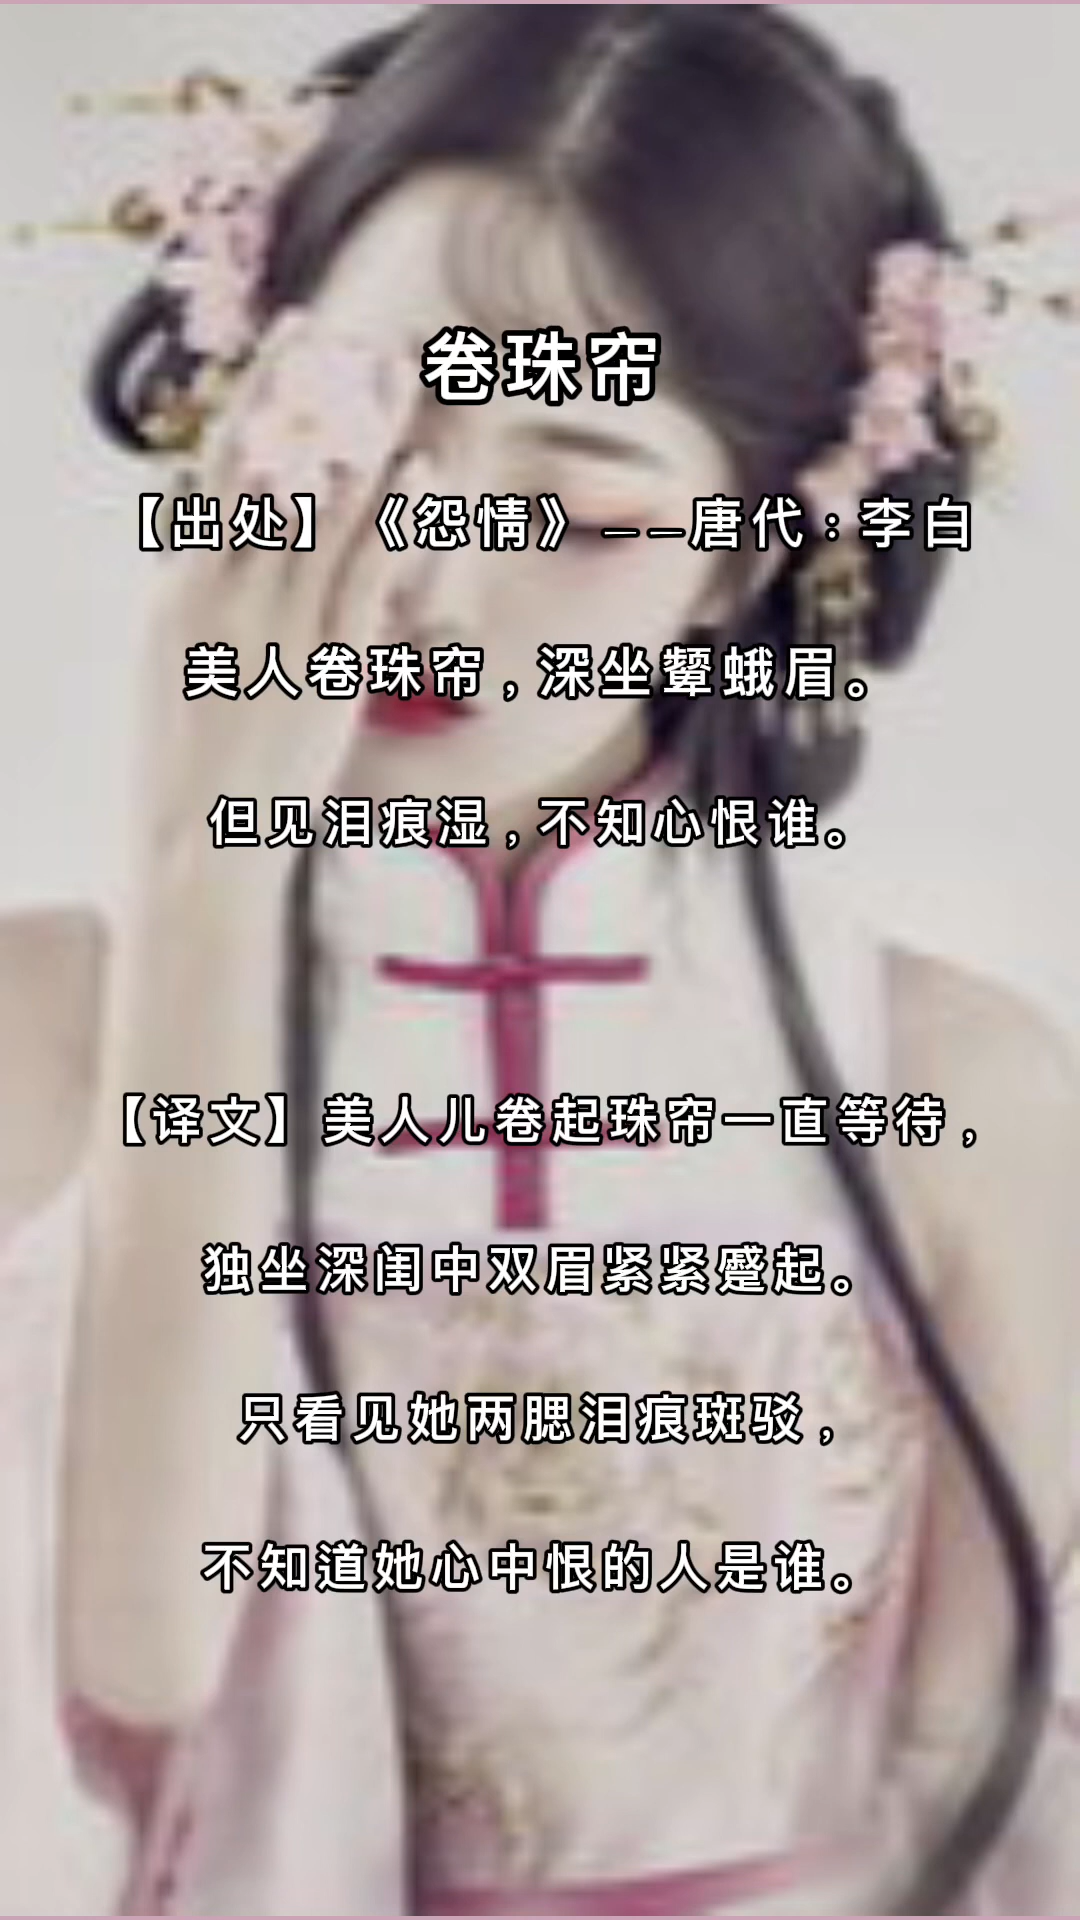 卷珠帘
【出处】《怨情》——唐代：李白
美人卷珠帘，深坐颦蛾眉。
但见泪痕湿，不知心恨谁。
【译文】美人儿卷起珠帘一直等待，
独坐深闺中双眉紧紧蹙起。
只看见她两腮泪痕斑驳，
不知道她心中恨的人是谁。